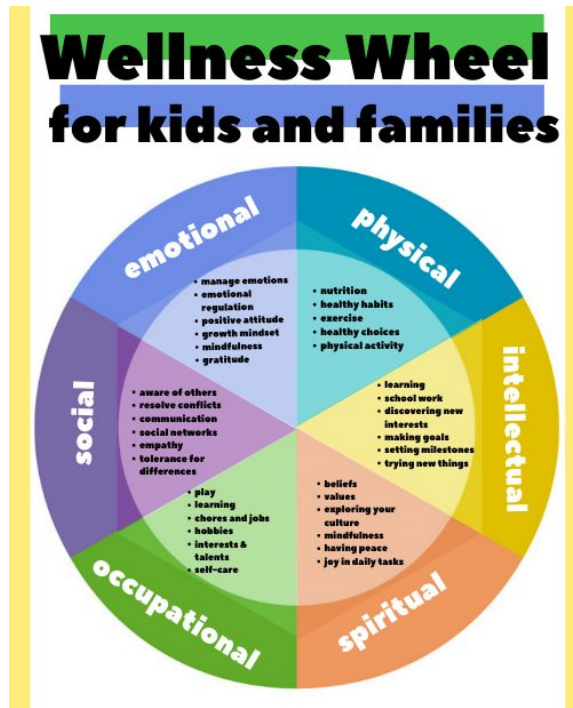 Wellness Wheel
for kids and families
emotional
• manage emotions
• emotional
regulation
• positive attitude
• growth mindset
• mindfulness
• gratitude
physical
• nutrition
• healthy habits
• exercise
• healthy choices
• physical activity
intellectual
• learning
• school work
• discovering new
interests
• making goals
• setting milestones
• trying new things
spiritual
• beliefs
• values
• exploring your
culture
• mindfulness
• having peace
• joy in daily tasks
occupational
• play
• learning
• chores and jobs
• hobbies
• interests &
talents
• self-care
social
• aware of others
• resolve conflicts
• communication
• social networks
• empathy
• tolerance for
differences